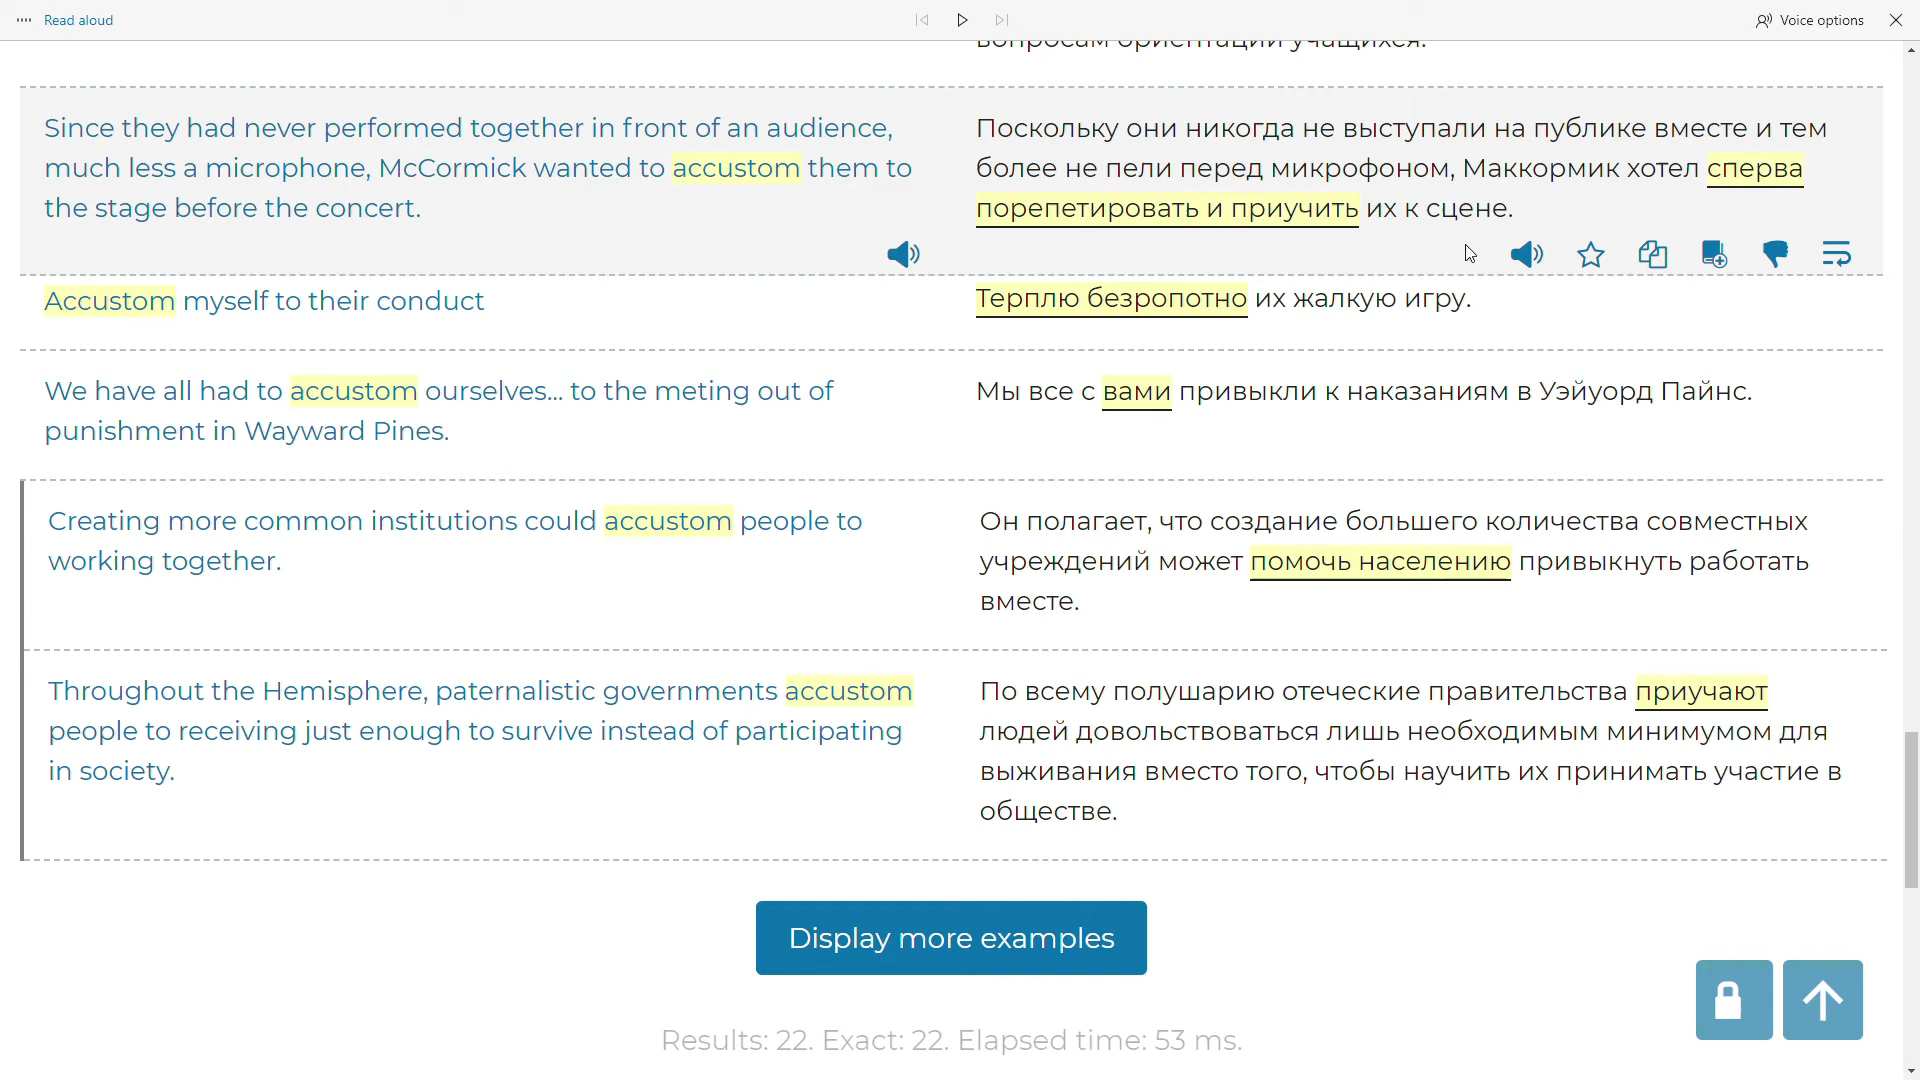 Read aloud
Voice options
вопросам ориентации учащихся.
Since they had never performed together in front of an audience,
much less a microphone, McCormick wanted to accustom them to
the stage before the concert.
Поскольку они никогда не выступали на публике вместе и тем
более не пели перед микрофоном, Маккормик хотел сперва
порепетировать и приучить их к сцене.
Accustom myself to their conduct
Терплю безропотно их жалкую игру.
We have all had to accustom ourselves... to the meting out of
punishment in Wayward Pines.
Мы все с вами привыкли к наказаниям в Уэйуорд Пайнс.
Creating more common institutions could accustom people to
working together.
Он полагает, что создание большего количества совместных
учреждений может помочь населению привыкнуть работать
вместе.
Throughout the Hemisphere, paternalistic governments accustom
people to receiving just enough to survive instead of participating
in society.
По всему полушарию отеческие правительства приучают
людей довольствоваться лишь необходимым минимумом для
выживания вместо того, чтобы научить их принимать участие в
обществе.
Display more examples
Results: 22. Exact: 22. Elapsed time: 53 ms.